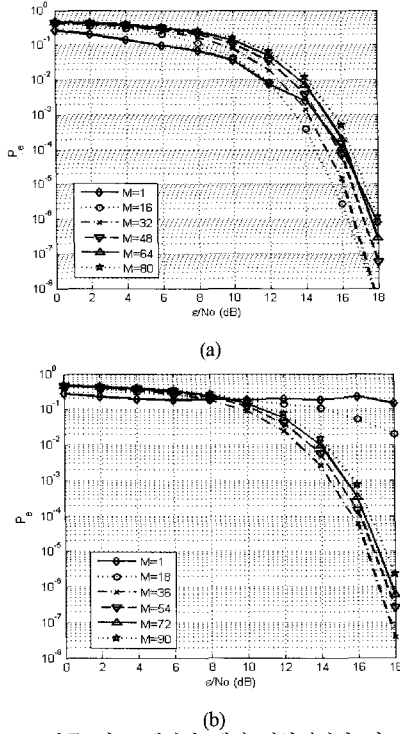 10⁰
10⁻¹
10⁻²
10⁻³
10⁻⁴
10⁻⁵
10⁻⁶
10⁻⁷
10⁻⁸
Pe
M=1
M=16
M=32
M=48
M=64
M=80
0 2 4 6 8 10 12 14 16 18
ε/No (dB)
(a)
10⁰
10⁻¹
10⁻²
10⁻³
10⁻⁴
10⁻⁵
10⁻⁶
10⁻⁷
10⁻⁸
Pe
M=1
M=18
M=36
M=54
M=72
M=90
0 2 4 6 8 10 12 14 16 18
ε/No (dB)
(b)